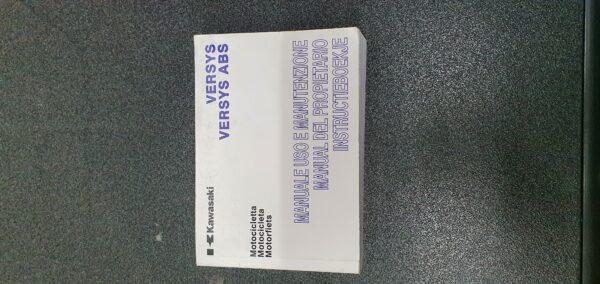 Kawasaki
VERSYS
VERSYS ABS
Motocicletta
Motocicleta
Motorfiets
MANUALE USO E MANUTENZIONE
MANUAL DEL PROPIETARIO
INSTRUCTIEBOEKJE